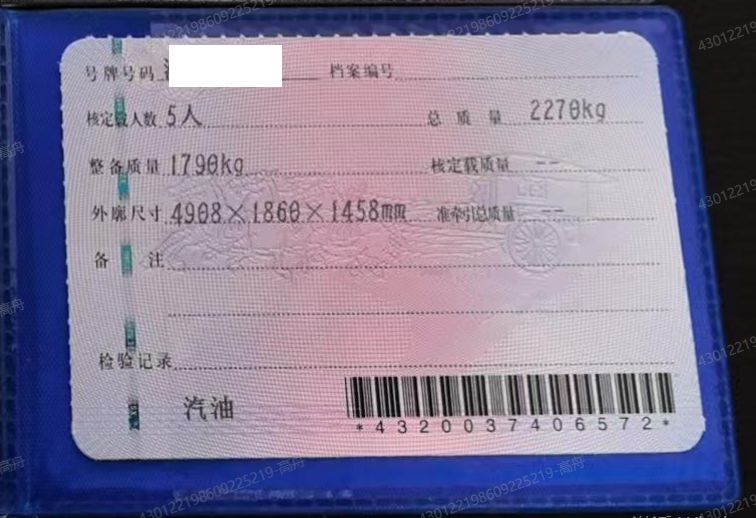 号牌号码 档案编号
核定载人数 5人 总质量 2270kg
整备质量 1790kg 核定载质量 --
外廓尺寸 4908×1860×1458mm 准牵引总质量 --
备注
检验记录
汽油
*4320037406572*